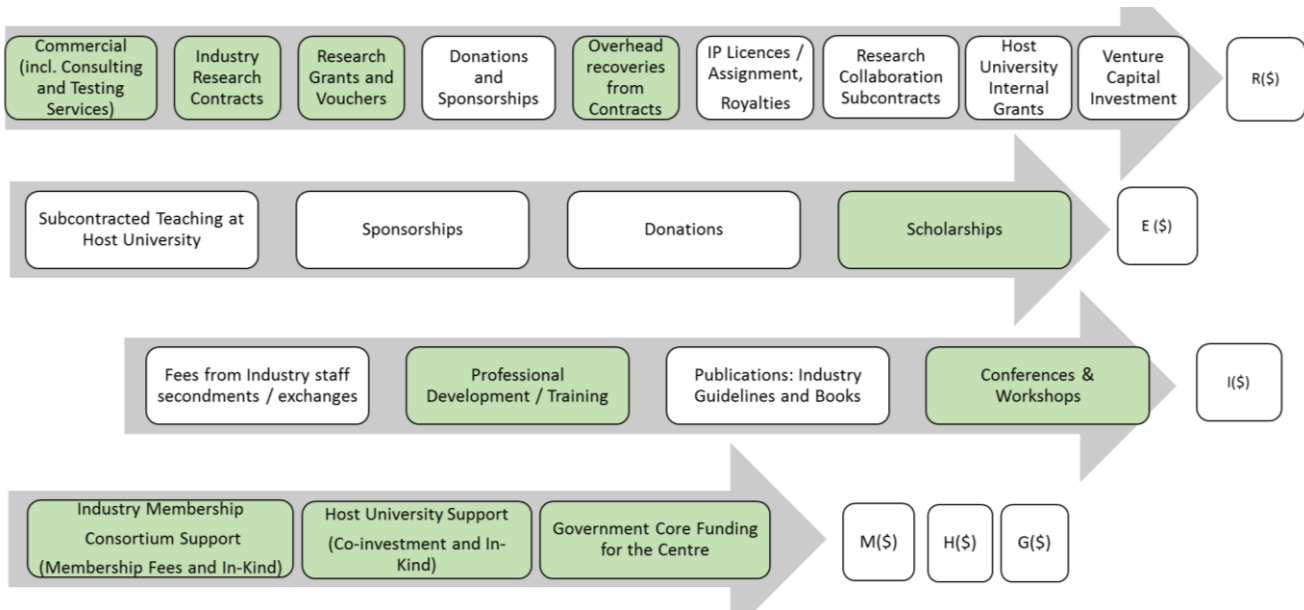 Commercial
(incl. Consulting
and Testing
Services)
Industry
Research
Contracts
Research
Grants and
Vouchers
Donations
and
Sponsorships
Overhead
recoveries
from
Contracts
IP Licences /
Assignment,
Royalties
Research
Collaboration
Subcontracts
Host
University
Internal
Grants
Venture
Capital
Investment
R($)
Subcontracted Teaching at
Host University
Sponsorships
Donations
Scholarships
E ($)
Fees from Industry staff
secondments / exchanges
Professional
Development / Training
Publications: Industry
Guidelines and Books
Conferences &
Workshops
I($)
Industry Membership
Consortium Support
(Membership Fees and In-Kind)
Host University Support
(Co-investment and In-
Kind)
Government Core Funding
for the Centre
M($)
H($)
G($)